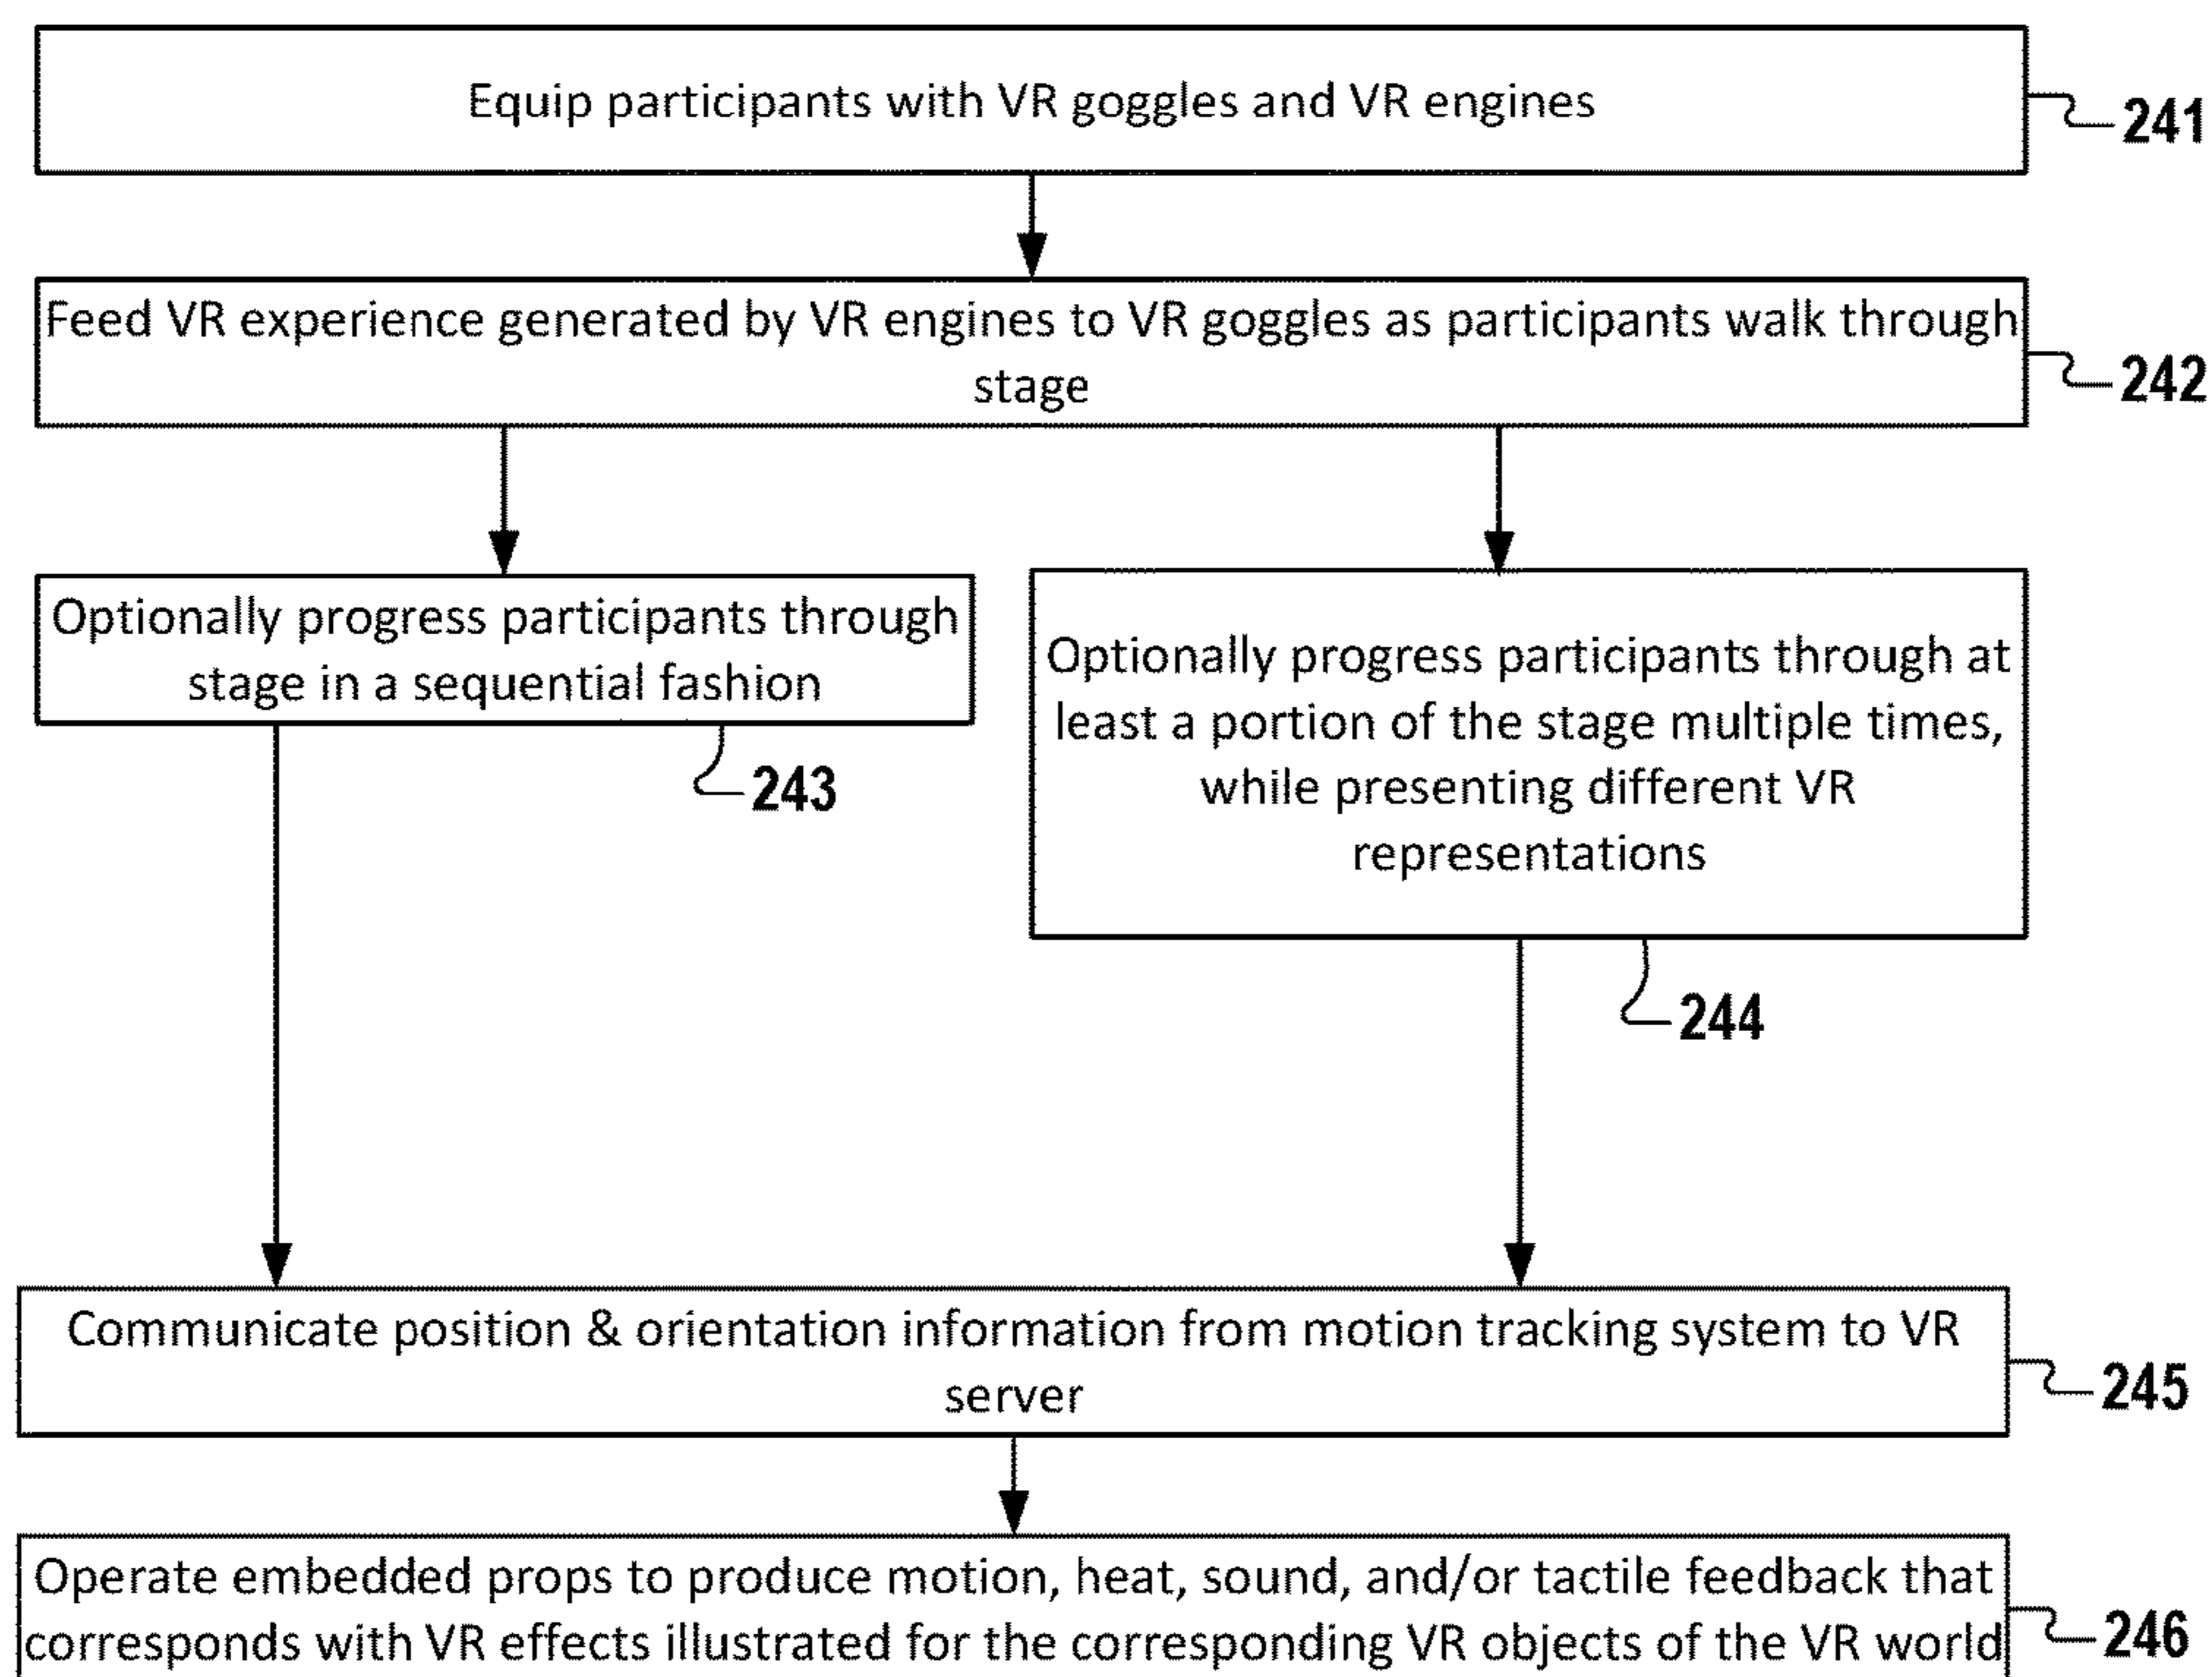 Equip participants with VR goggles and VR engines
241
Feed VR experience generated by VR engines to VR goggles as participants walk through
stage
242
Optionally progress participants through
stage in a sequential fashion
243
Optionally progress participants through at
least a portion of the stage multiple times,
while presenting different VR
representations
244
Communicate position & orientation information from motion tracking system to VR
server
245
Operate embedded props to produce motion, heat, sound, and/or tactile feedback that
corresponds with VR effects illustrated for the corresponding VR objects of the VR world
246